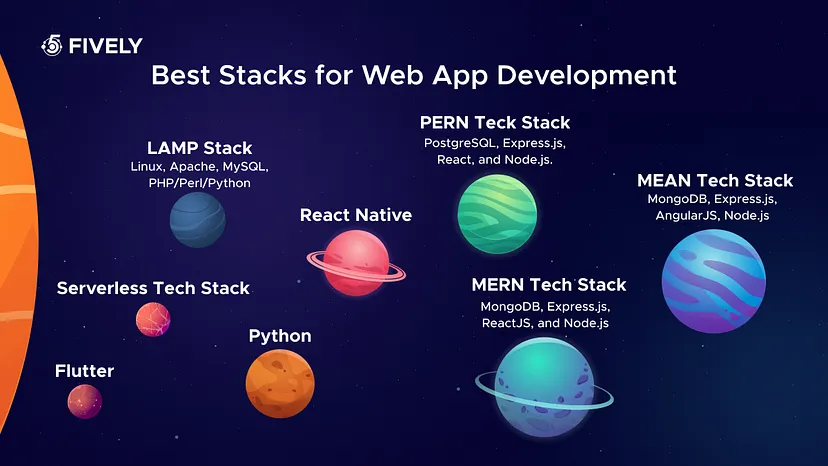 FIVELY
Best Stacks for Web App Development
PERN Teck Stack
PostgreSQL, Express.js,
React, and Node.js.
LAMP Stack
Linux, Apache, MySQL,
PHP/Perl/Python
MEAN Tech Stack
MongoDB, Express.js,
AngularJS, Node.js
React Native
Serverless Tech Stack
MERN Tech Stack
MongoDB, Express.js,
ReactJS, and Node.js
Python
Flutter